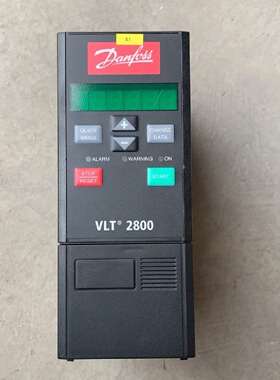 A1
Danfoss
QUICK
MENU
+
CHANGE
DATA
−
ALARM WARNING ON
STOP
RESET
START
VLT® 2800